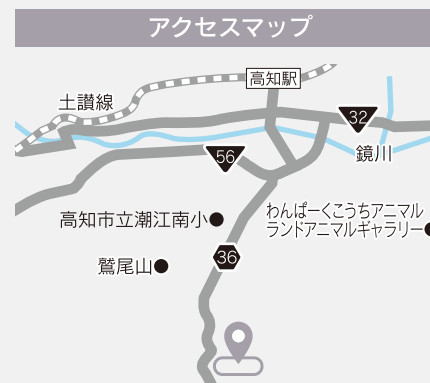 アクセスマップ
高知駅
土讃線
32
鏡川
56
高知市立潮江南小
わんぱーくこうちアニマル
ランドアニマルギャラリー
鷲尾山
36